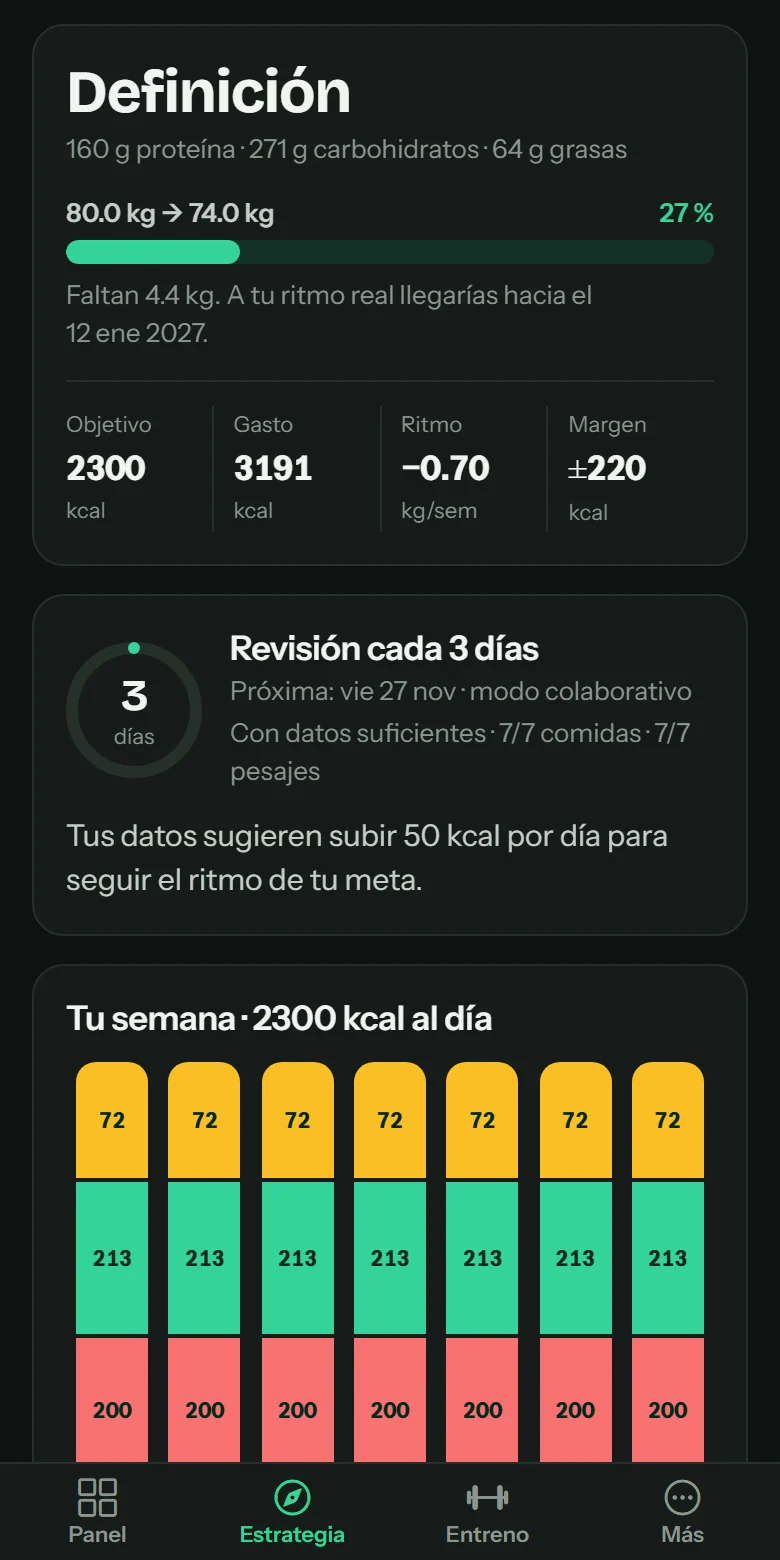 Definición
160 g proteína · 271 g carbohidratos · 64 g grasas
80.0 kg → 74.0 kg
27 %
Faltan 4.4 kg. A tu ritmo real llegarías hacia el
12 ene 2027.
Objetivo Gasto Ritmo Margen
2300 3191 −0.70 ±220
kcal kcal kg/sem kcal
3
días
Revisión cada 3 días
Próxima: vie 27 nov · modo colaborativo
Con datos suficientes · 7/7 comidas · 7/7
pesajes
Tus datos sugieren subir 50 kcal por día para
seguir el ritmo de tu meta.
Tu semana · 2300 kcal al día
72 72 72 72 72 72 72
213 213 213 213 213 213 213
200 200 200 200 200 200 200
Panel Estrategia Entreno Más